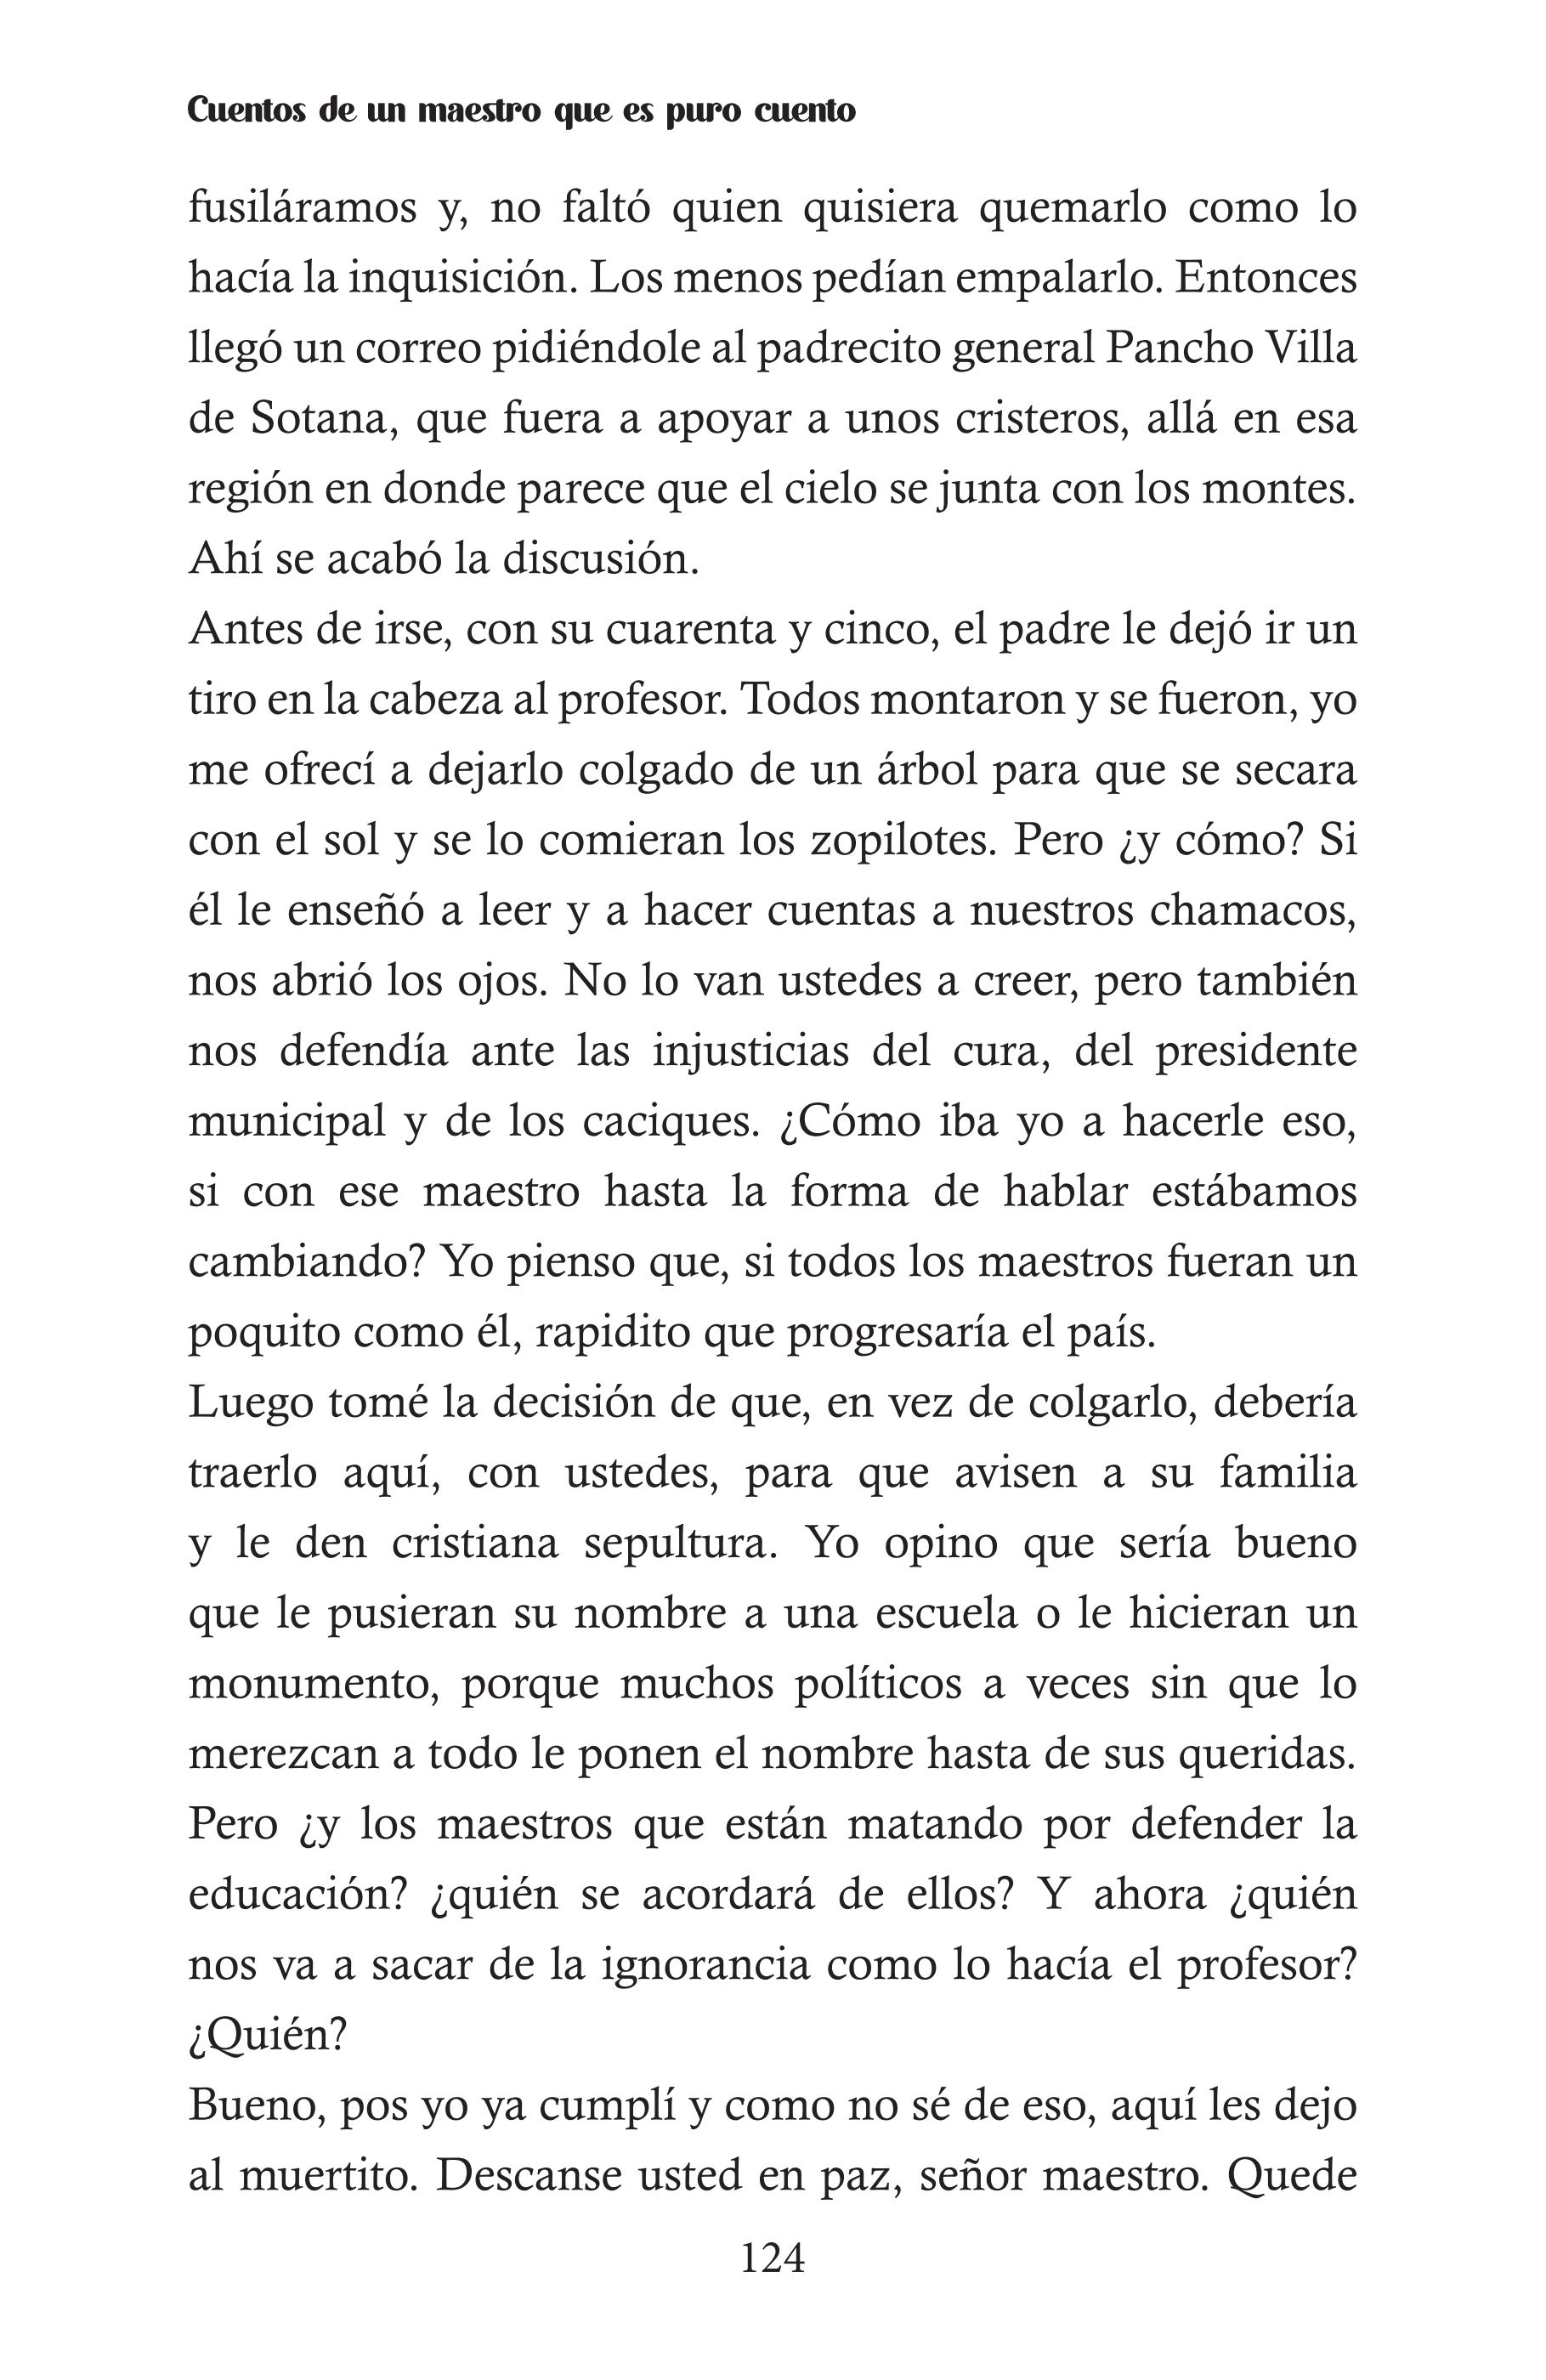 Cuentos de un maestro que es puro cuento
fusiláramos y, no faltó quien quisiera quemarlo como lo
hacía la inquisición. Los menos pedían empalarlo. Entonces
llegó un correo pidiéndole al padrecito general Pancho Villa
de Sotana, que fuera a apoyar a unos cristeros, allá en esa
región en donde parece que el cielo se junta con los montes.
Ahí se acabó la discusión.
Antes de irse, con su cuarenta y cinco, el padre le dejó ir un
tiro en la cabeza al profesor. Todos montaron y se fueron, yo
me ofrecí a dejarlo colgado de un árbol para que se secara
con el sol y se lo comieran los zopilotes. Pero ¿y cómo? Si
él le enseñó a leer y a hacer cuentas a nuestros chamacos,
nos abrió los ojos. No lo van ustedes a creer, pero también
nos defendía ante las injusticias del cura, del presidente
municipal y de los caciques. ¿Cómo iba yo a hacerle eso,
si con ese maestro hasta la forma de hablar estábamos
cambiando? Yo pienso que, si todos los maestros fueran un
poquito como él, rapidito que progresaría el país.
Luego tomé la decisión de que, en vez de colgarlo, debería
traerlo aquí, con ustedes, para que avisen a su familia
y le den cristiana sepultura. Yo opino que sería bueno
que le pusieran su nombre a una escuela o le hicieran un
monumento, porque muchos políticos a veces sin que lo
merezcan a todo le ponen el nombre hasta de sus queridas.
Pero ¿y los maestros que están matando por defender la
educación? ¿quién se acordará de ellos? Y ahora ¿quién
nos va a sacar de la ignorancia como lo hacía el profesor?
¿Quién?
Bueno, pos yo ya cumplí y como no sé de eso, aquí les dejo
al muertito. Descanse usted en paz, señor maestro. Quede
124